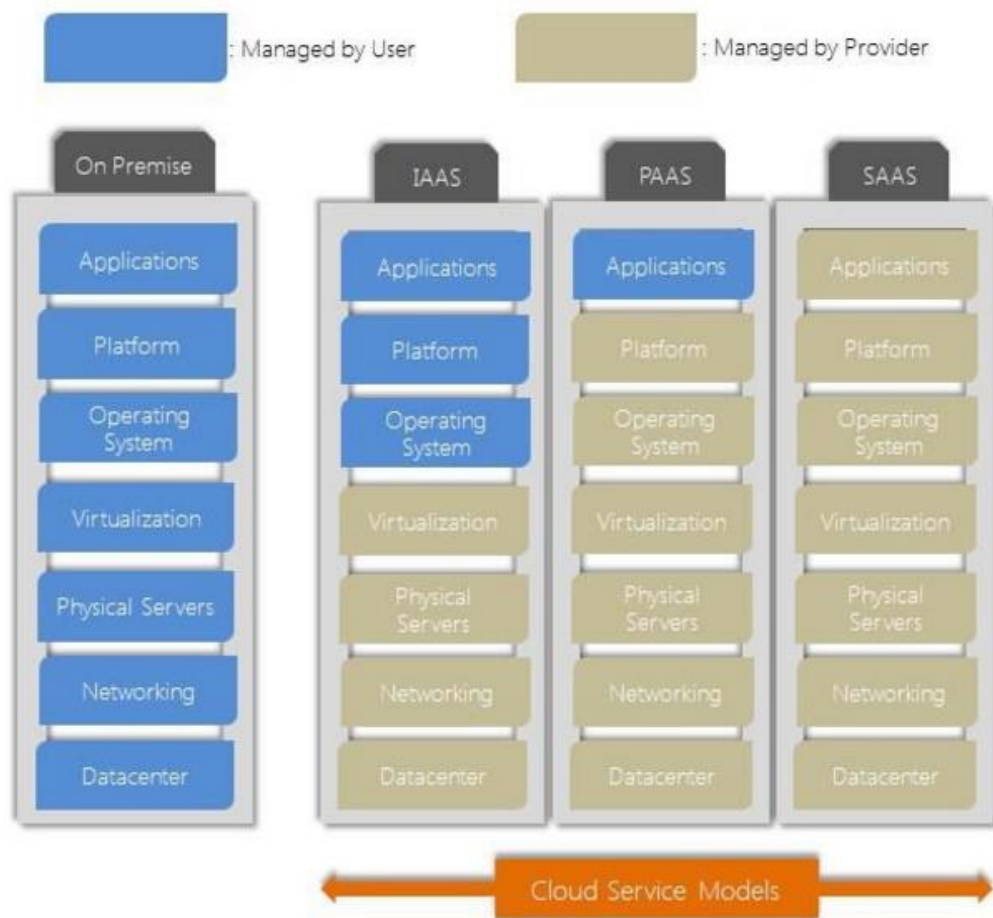 : Managed by User
: Managed by Provider
On Premise
Applications
Platform
Operating
System
Virtualization
Physical Servers
Networking
Datacenter
IAAS
Applications
Platform
Operating
System
Virtualization
Physical
Servers
Networking
Datacenter
PAAS
Applications
Platform
Operating
System
Virtualization
Physical
Servers
Networking
Datacenter
SAAS
Applications
Platform
Operating
System
Virtualization
Physical
Servers
Networking
Datacenter
Cloud Service Models